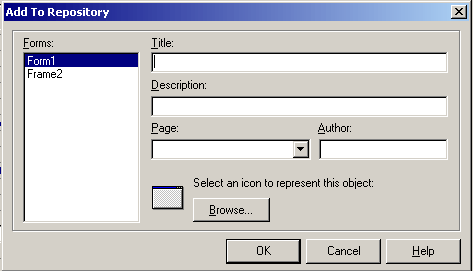 Add To Repository
Forms:
Form1
Frame2
Title:
Description:
Page:
Author:
Select an icon to represent this object:
Browse...
OK
Cancel
Help